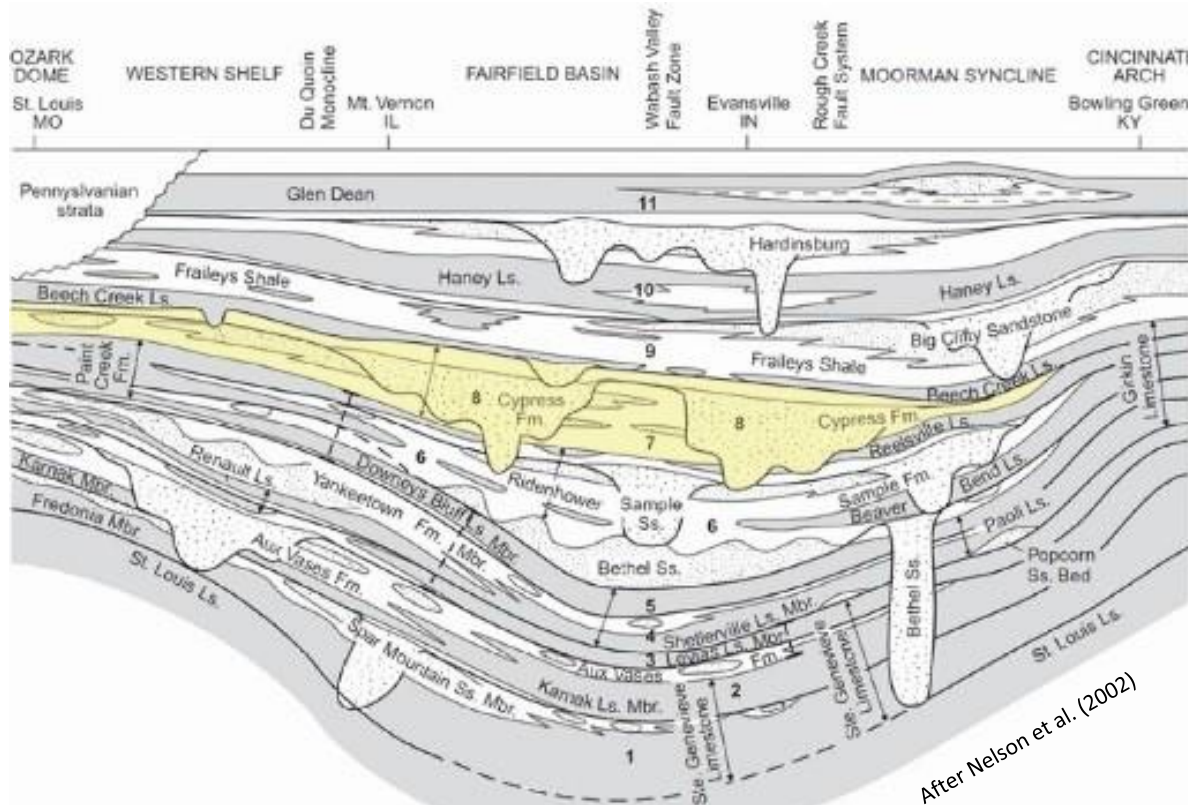 OZARK
DOME
WESTERN SHELF
Du Quoin
Monocline
FAIRFIELD BASIN
Wabash Valley
Fault Zone
Rough Creek
Fault System
MOORMAN SYNCLINE
CINCINNATI
ARCH
St. Louis
MO
Mt. Vernon
IL
Evansville
IN
Bowling Green
KY
Pennyslvanian
strata
Glen Dean
11
Hardinsburg
Fraileys Shale
Haney Ls.
10
Haney Ls.
Beech Creek Ls.
Big Clifty Sandstone
9
Fraileys Shale
Paint
Creek
Fm.
Beech Creek Ls.
Girkin
Limestone
8
Cypress
Fm.
8
Cypress Fm.
7
Reelsville Ls.
6
Renault Ls.
Downeys Bluff Ls. Mbr.
Ridenhower
Sample
Ss.
Sample Fm.
Bend Ls.
Karnak Mbr.
Yankeetown Fm.
Mbr.
6
Beaver
Paoli Ls.
Fredonia Mbr
Aux Vases Fm.
Bethel Ss.
Popcorn
Ss. Bed
St. Louis Ls.
5
Bethel Ss.
4
Shetlerville Ls. Mbr.
3
Levias Ls. Mbr.
Spar Mountain Ss. Mbr.
Aux Vases
Fm.
St. Louis Ls.
Karnak Ls. Mbr.
2
Ste. Genevieve
Limestone
1
Ste. Genevieve
Limestone
After Nelson et al. (2002)